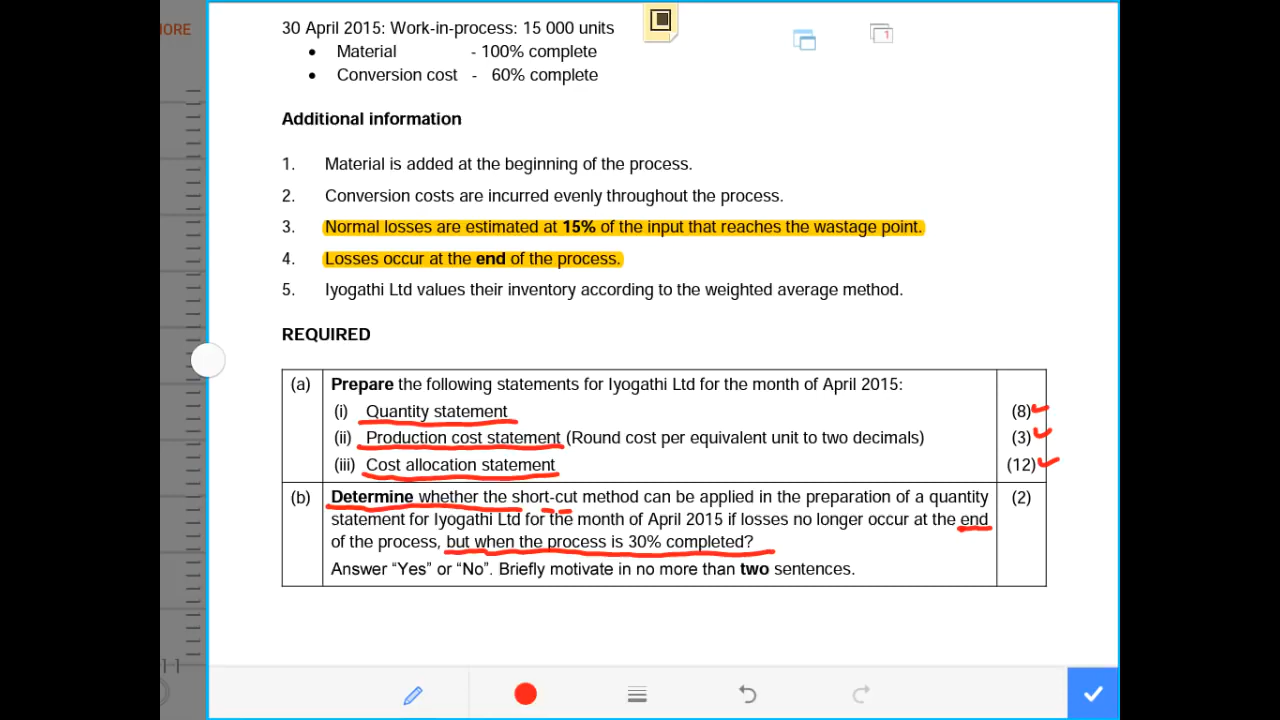 ORE
30 April 2015: Work-in-process: 15 000 units
• Material - 100% complete
• Conversion cost - 60% complete
Additional information
1. Material is added at the beginning of the process.
2. Conversion costs are incurred evenly throughout the process.
3. Normal losses are estimated at 15% of the input that reaches the wastage point.
4. Losses occur at the end of the process.
5. Iyogathi Ltd values their inventory according to the weighted average method.
REQUIRED
(a) Prepare the following statements for Iyogathi Ltd for the month of April 2015:
(i) Quantity statement (8)
(ii) Production cost statement (Round cost per equivalent unit to two decimals) (3)
(iii) Cost allocation statement (12)
(b) Determine whether the short-cut method can be applied in the preparation of a quantity (2)
statement for Iyogathi Ltd for the month of April 2015 if losses no longer occur at the end
of the process, but when the process is 30% completed?
Answer “Yes” or “No”. Briefly motivate in no more than two sentences.
1